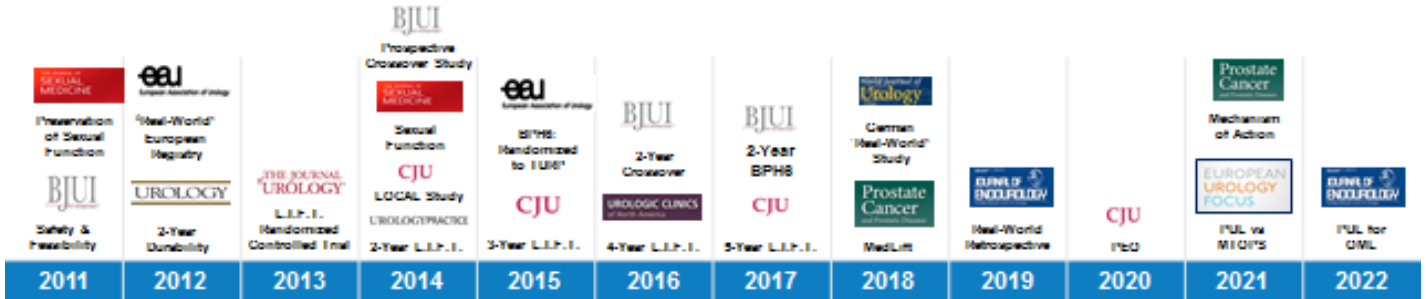 THE JOURNAL OF
SEXUAL
MEDICINE
Preservation
of Sexual
Function
BJUI
Safety &
Feasibility
2011
eau
European Association of Urology
"Real-World"
European
Registry
UROLOGY
2-Year
Durability
2012
THE JOURNAL
of UROLOGY
L.I.F.T.
Randomized
Controlled Trial
2013
BJUI
Prospective
Crossover Study
THE JOURNAL OF
SEXUAL
MEDICINE
Sexual
Function
CJU
LOCAL Study
UROLOGYPRACTICE
2-Year L.I.F.T.
2014
eau
European Association of Urology
BPH6:
Randomized
to TURP
CJU
3-Year L.I.F.T.
2015
BJUI
2-Year
Crossover
UROLOGIC CLINICS
of North America
4-Year L.I.F.T.
2016
BJUI
2-Year
BPH6
CJU
5-Year L.I.F.T.
2017
World Journal of
Urology
German
"Real-World"
Study
Prostate
Cancer
and Prostatic Diseases
MedLift
2018
JOURNAL OF
ENDOUROLOGY
Real-World
Retrospective
2019
CJU
2020
Prostate
Cancer
and Prostatic Diseases
Mechanism
of Action
EUROPEAN
UROLOGY
FOCUS
PUL vs
MTOPS
2021
JOURNAL OF
ENDOUROLOGY
PUL for
OML
2022